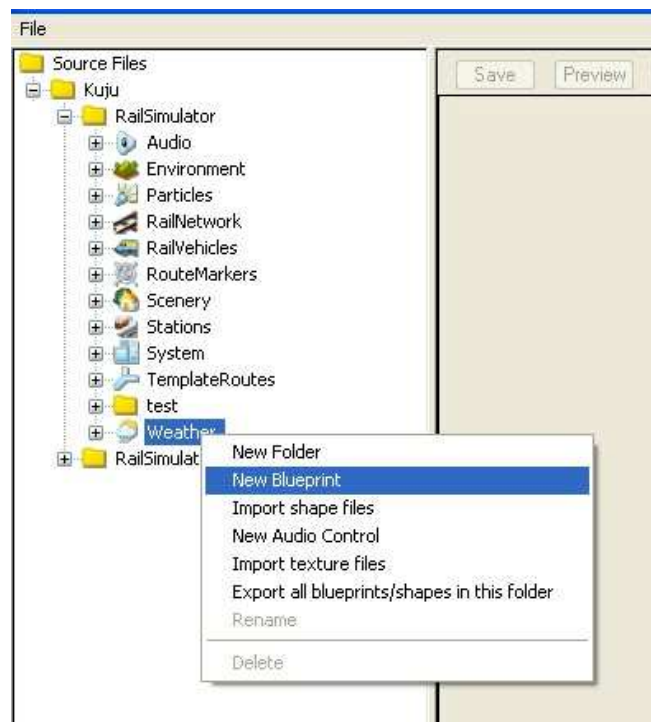 File
Source Files
Save
Preview
Kuju
RailSimulator
Audio
Environment
Particles
RailNetwork
RailVehicles
RouteMarkers
Scenery
Stations
System
TemplateRoutes
test
Weather
RailSimulat
New Folder
New Blueprint
Import shape files
New Audio Control
Import texture files
Export all blueprints/shapes in this folder
Rename
Delete